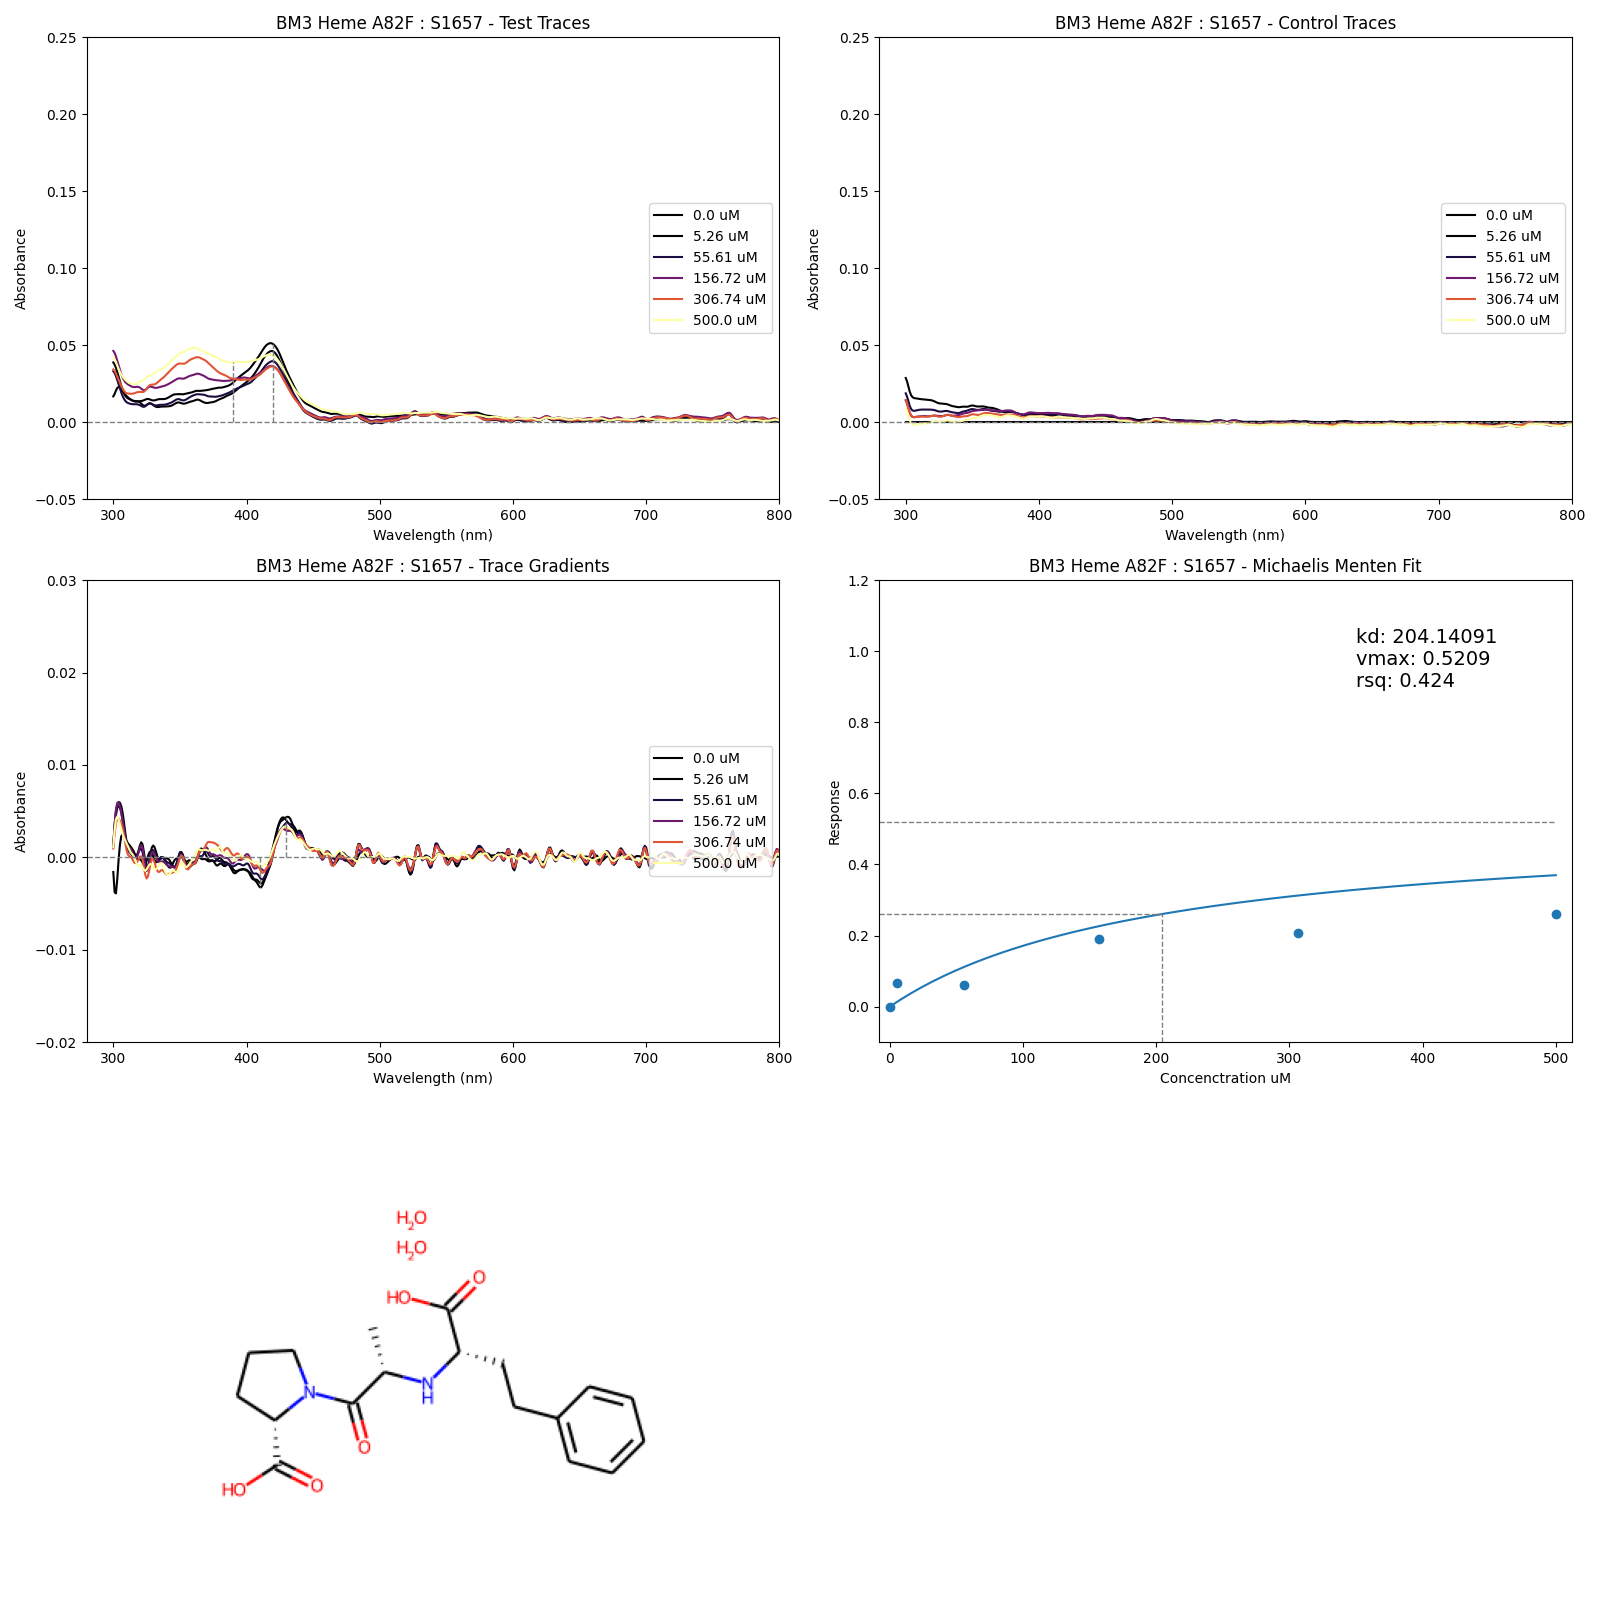 BM3 Heme A82F : S1657 - Test Traces
0.25
0.20
0.15
0.10
0.05
0.00
−0.05
Absorbance
300 400 500 600 700 800
Wavelength (nm)
0.0 uM
5.26 uM
55.61 uM
156.72 uM
306.74 uM
500.0 uM
BM3 Heme A82F : S1657 - Control Traces
0.25
0.20
0.15
0.10
0.05
0.00
−0.05
Absorbance
300 400 500 600 700 800
Wavelength (nm)
0.0 uM
5.26 uM
55.61 uM
156.72 uM
306.74 uM
500.0 uM
BM3 Heme A82F : S1657 - Trace Gradients
0.03
0.02
0.01
0.00
−0.01
−0.02
Absorbance
300 400 500 600 700 800
Wavelength (nm)
0.0 uM
5.26 uM
55.61 uM
156.72 uM
306.74 uM
500.0 uM
BM3 Heme A82F : S1657 - Michaelis Menten Fit
1.2
1.0
0.8
0.6
0.4
0.2
0.0
Response
0 100 200 300 400 500
Concenctration uM
kd: 204.14091
vmax: 0.5209
rsq: 0.424
H2O
H2O
O
HO
N
N
H
O
HO
O